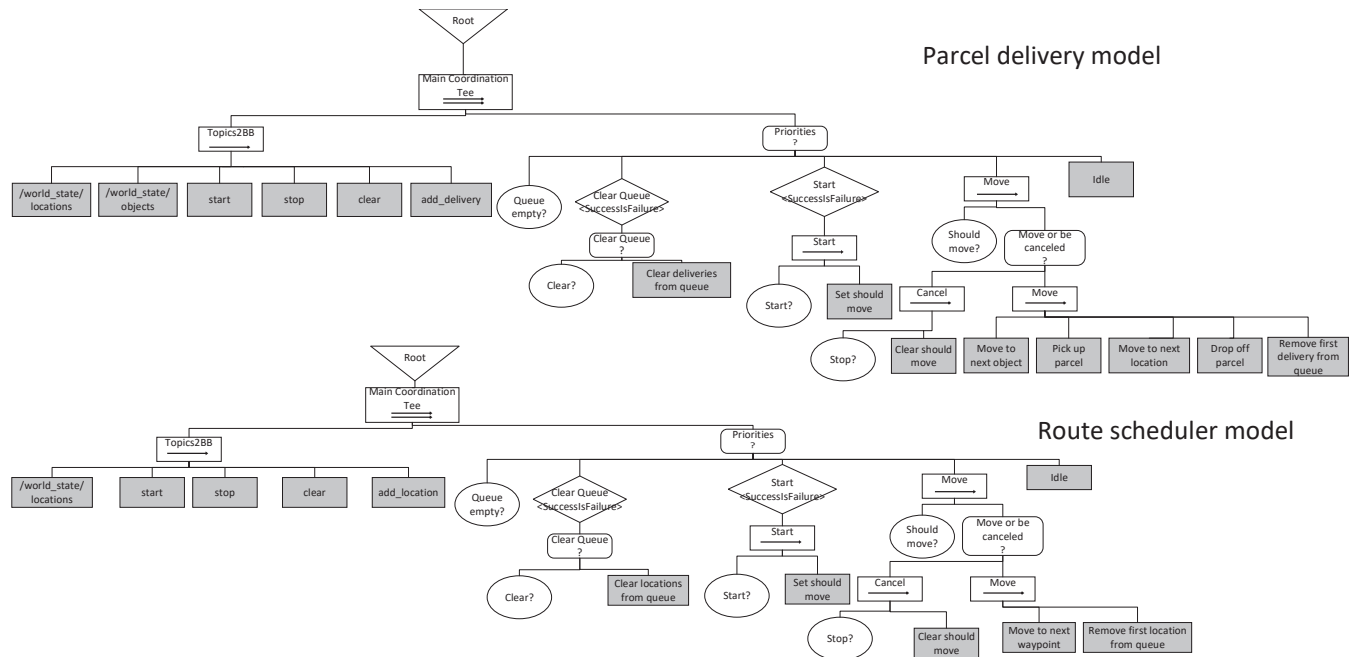 Root
Parcel delivery model
Main Coordination
Tee
Topics2BB
Priorities
?
/world_state/
locations
/world_state/
objects
start
stop
clear
add_delivery
Queue
empty?
Clear Queue
<SuccessIsFailure>
Start
<SuccessIsFailure>
Move
Idle
Clear Queue
?
Start
Should
move?
Move or be
canceled
?
Clear?
Clear deliveries
from queue
Start?
Set should
move
Cancel
Move
Stop?
Clear should
move
Move to
next object
Pick up
parcel
Move to next
location
Drop off
parcel
Remove first
delivery from
queue
Root
Main Coordination
Tee
Route scheduler model
Topics2BB
Priorities
?
/world_state/
locations
start
stop
clear
add_location
Queue
empty?
Clear Queue
<SuccessIsFailure>
Start
<SuccessIsFailure>
Move
Idle
Clear Queue
?
Start
Should
move?
Move or be
canceled
?
Clear?
Clear locations
from queue
Start?
Set should
move
Cancel
Move
Stop?
Clear should
move
Move to next
waypoint
Remove first location
from queue